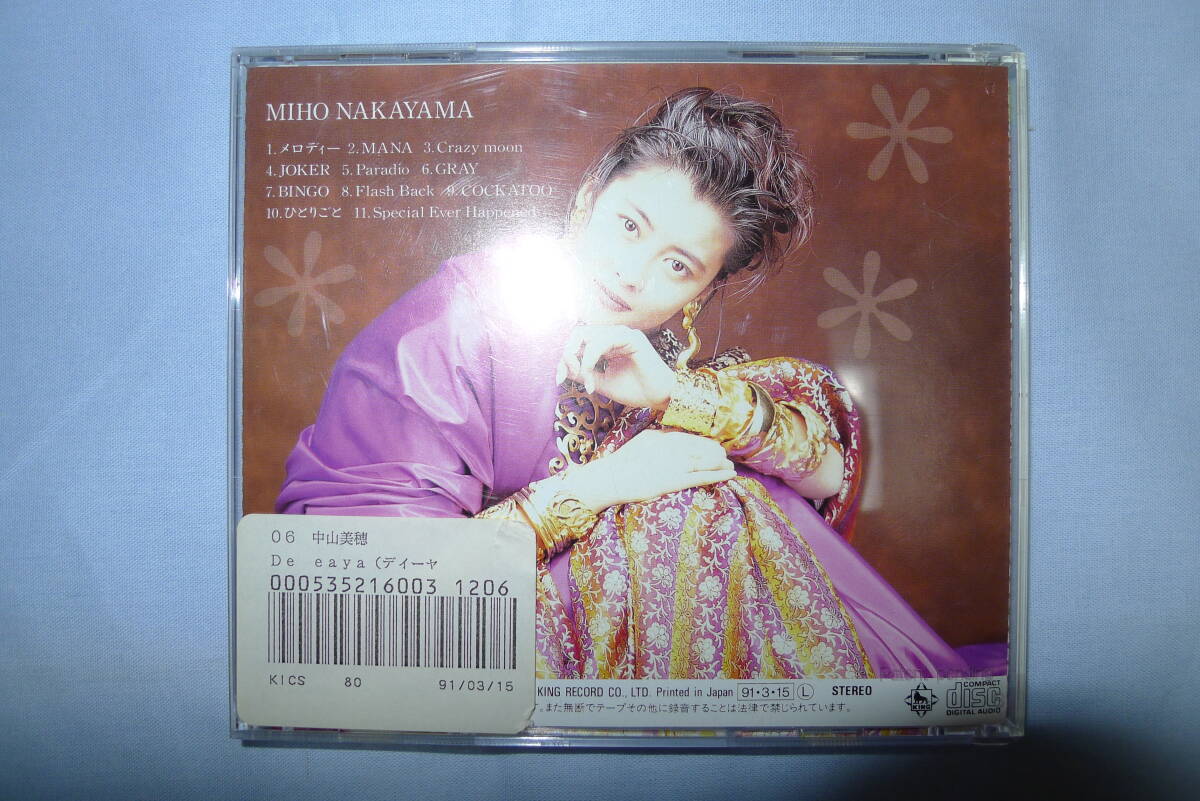 MIHO NAKAYAMA
1.メロディー 2.MANA 3.Crazy moon
4.JOKER 5.Paradio 6.GRAY
7.BINGO 8.Flash Back 9.COCKATOO
10.ひとりごと 11.Special Ever Happened
06 中山美穂
De eaya(デイーヤ
000535216003 1206
KICS 80 91/03/15
KING RECORD CO., LTD. Printed in Japan 91・3・15 L STEREO
す。また無断でテープその他に録音することは法律で禁じられています。
KING
COMPACT
disc
DIGITAL AUDIO